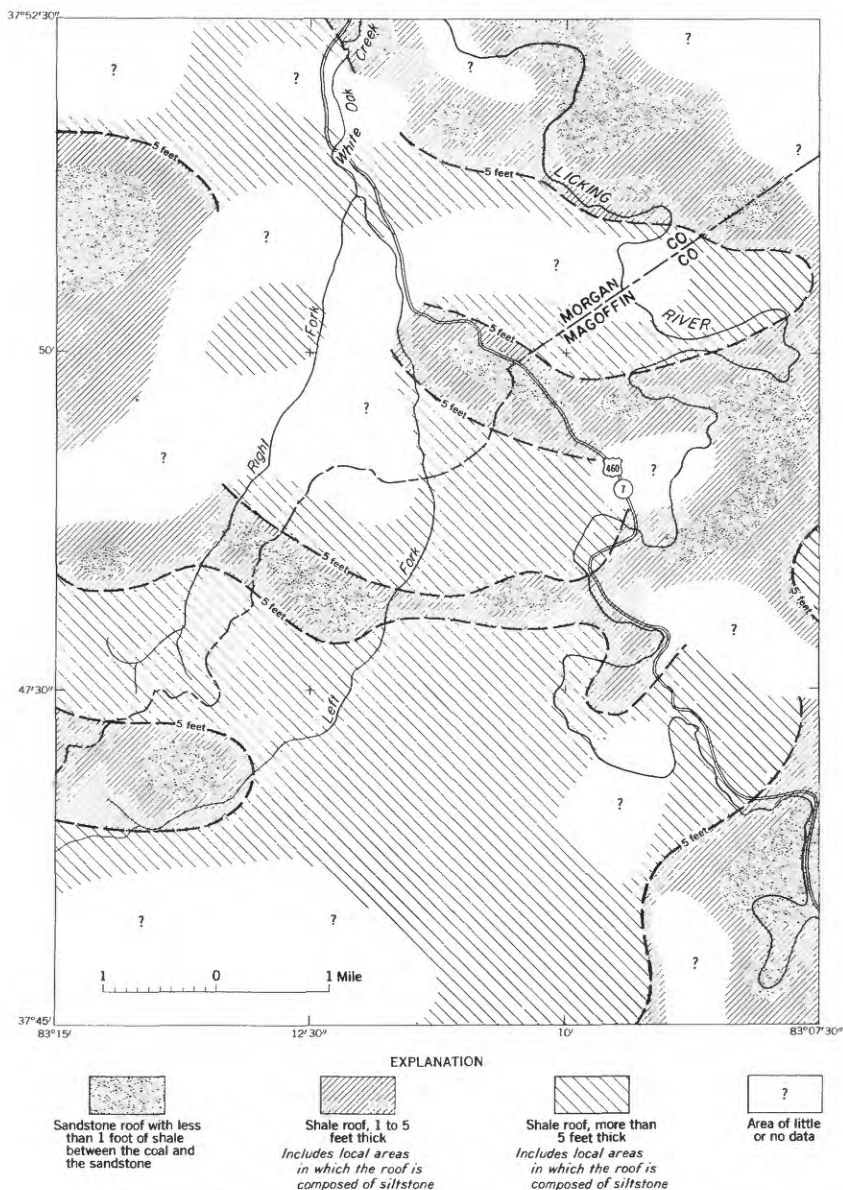 37°52'30"
?
?
?
?
?
Creek
Oak
White
5 feet
5 feet
LICKING
?
?
MORGAN CO
MAGOFFIN CO
RIVER
Fork
5 feet
50'
5 feet
?
?
Right
460
7
?
Fork
5 feet
5 feet
5 feet
?
47'30"
Left
5 feet
?
5 feet
?
?
?
1 0 1 Mile
37°45'
83°15' 12'30" 10' 83°07'30"
EXPLANATION
Sandstone roof with less
than 1 foot of shale
between the coal and
the sandstone
Shale roof, 1 to 5
feet thick
Includes local areas
in which the roof is
composed of siltstone
Shale roof, more than
5 feet thick
Includes local areas
in which the roof is
composed of siltstone
?
Area of little
or no data